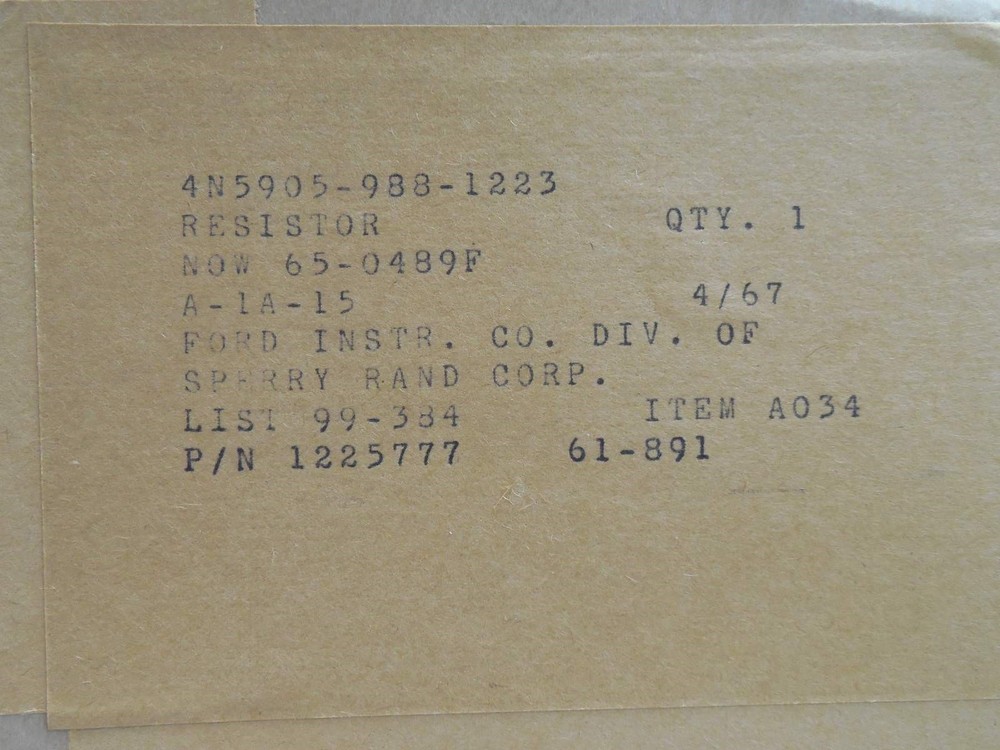 4N5905-988-1223
RESISTOR QTY. 1
NOW 65-0489F
A-1A-15 4/67
FORD INSTR. CO. DIV. OF
SPERRY RAND CORP.
LIST 99-384 ITEM A034
P/N 1225777 61-891